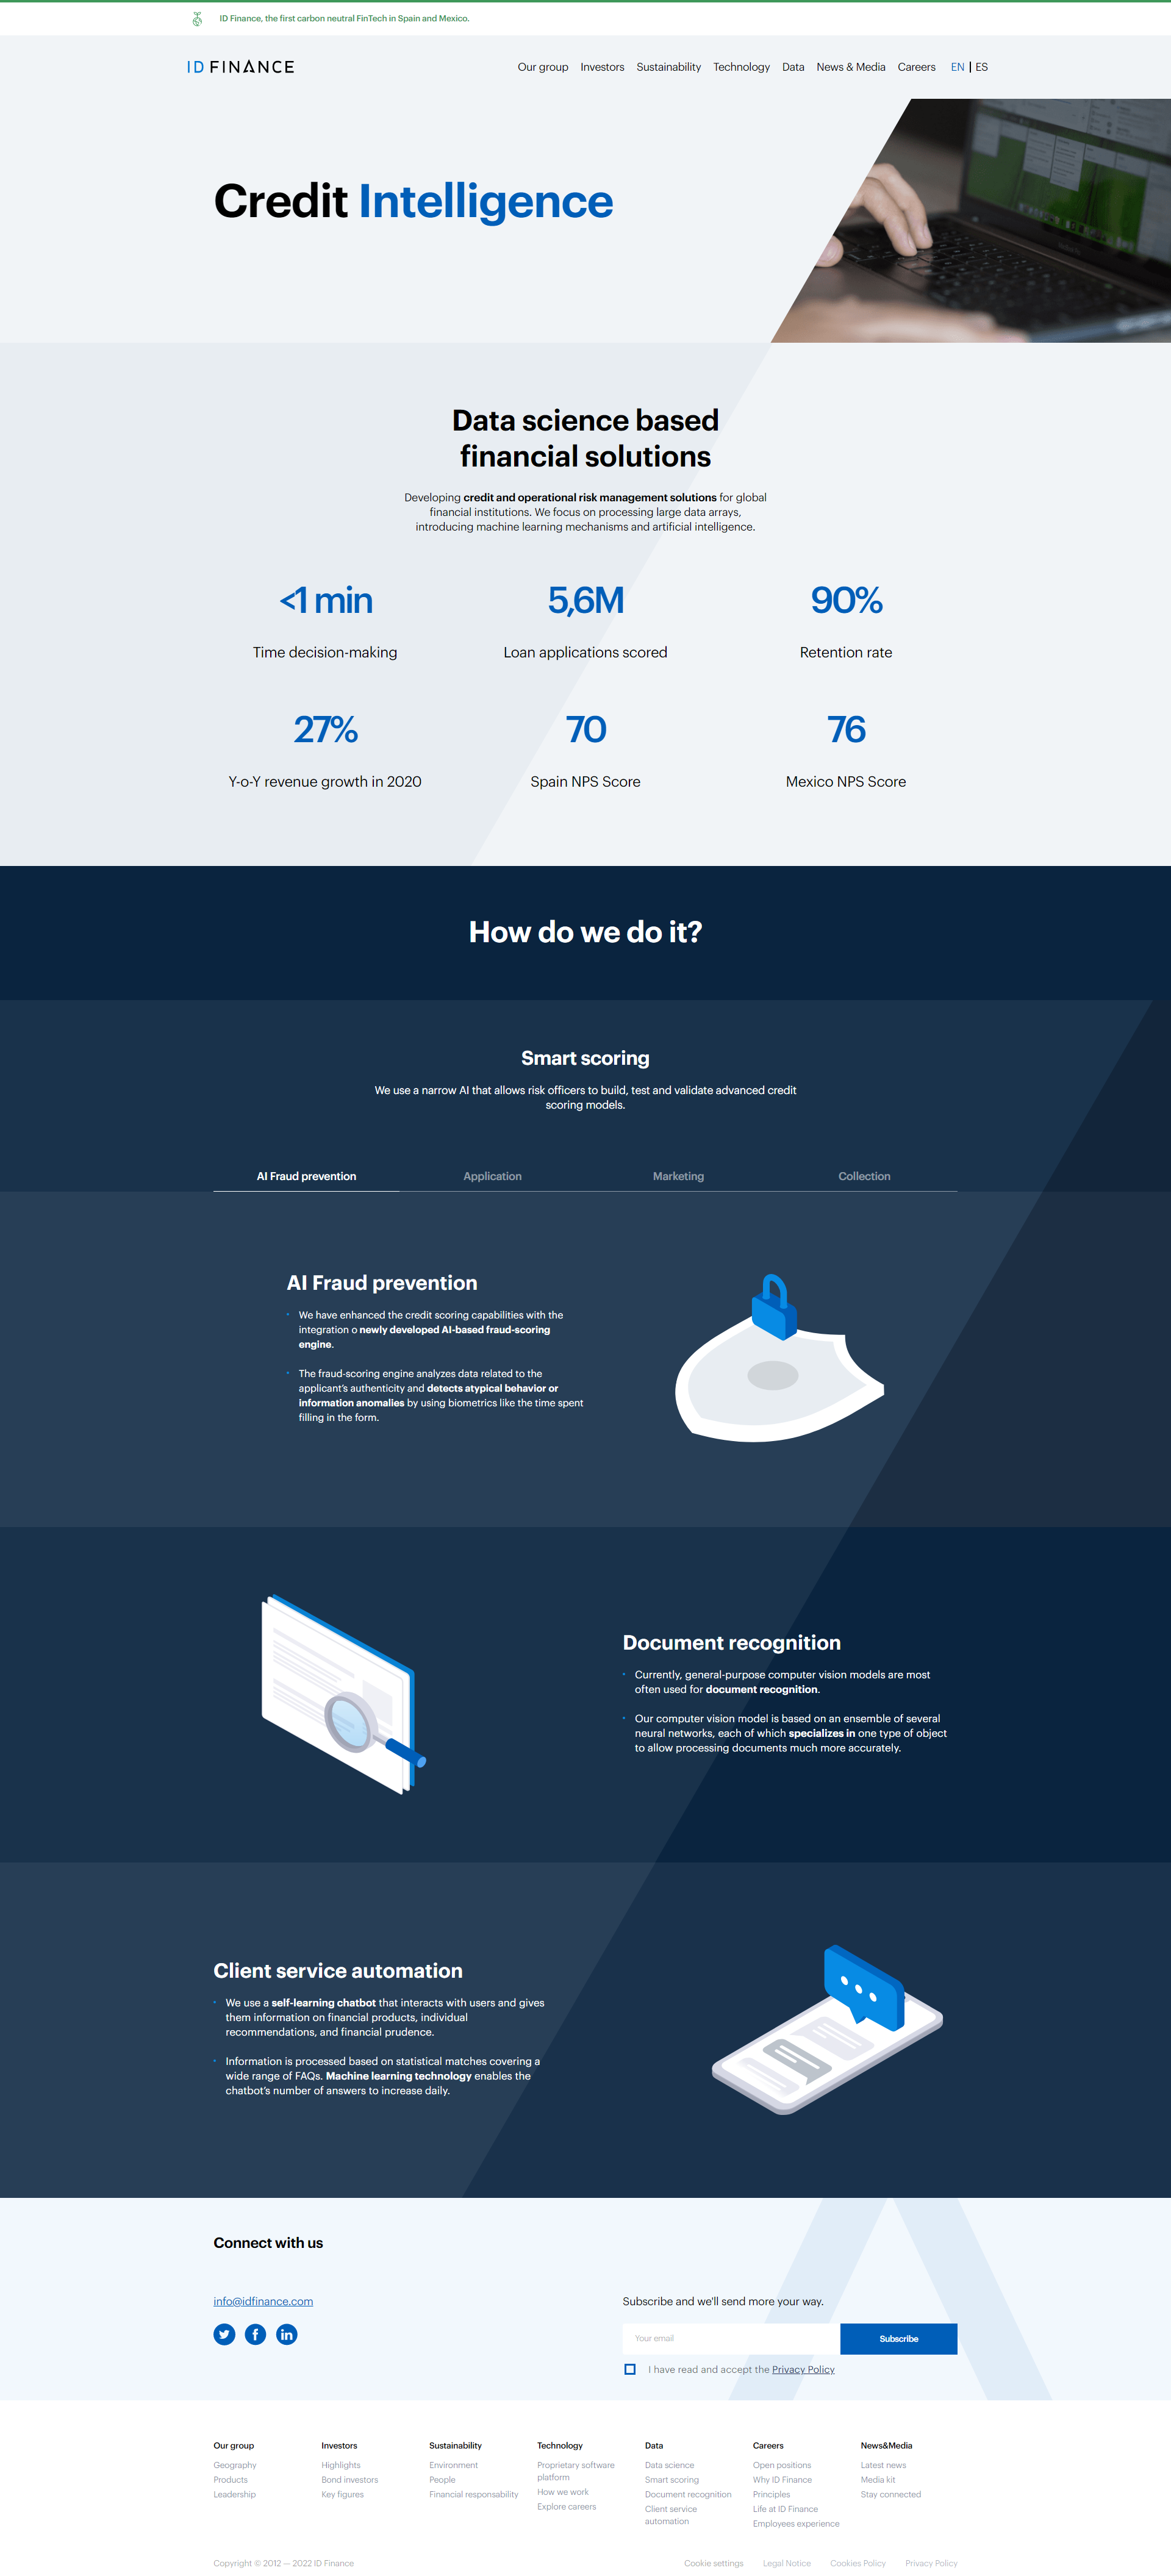 ID Finance, the first carbon neutral FinTech in Spain and Mexico.
ID FINANCE
Our group Investors Sustainability Technology Data News & Media Careers EN | ES
Credit Intelligence
Data science based
financial solutions
Developing credit and operational risk management solutions for global
financial institutions. We focus on processing large data arrays,
introducing machine learning mechanisms and artificial intelligence.
<1 min 5,6M 90%
Time decision-making Loan applications scored Retention rate
27% 70 76
Y-o-Y revenue growth in 2020 Spain NPS Score Mexico NPS Score
How do we do it?
Smart scoring
We use a narrow AI that allows risk officers to build, test and validate advanced credit
scoring models.
AI Fraud prevention Application Marketing Collection
AI Fraud prevention
We have enhanced the credit scoring capabilities with the
integration o newly developed AI-based fraud-scoring
engine.
The fraud-scoring engine analyzes data related to the
applicant's authenticity and detects atypical behavior or
information anomalies by using biometrics like the time spent
filling in the form.
Document recognition
Currently, general-purpose computer vision models are most
often used for document recognition.
Our computer vision model is based on an ensemble of several
neural networks, each of which specializes in one type of object
to allow processing documents much more accurately.
Client service automation
We use a self-learning chatbot that interacts with users and gives
them information on financial products, individual
recommendations, and financial prudence.
Information is processed based on statistical matches covering a
wide range of FAQs. Machine learning technology enables the
chatbot's number of answers to increase daily.
Connect with us
info@idfinance.com
Subscribe and we'll send more your way.
Your email
Subscribe
I have read and accept the Privacy Policy
Our group
Geography
Products
Leadership
Investors
Highlights
Bond investors
Key figures
Sustainability
Environment
People
Financial responsability
Technology
Proprietary software
platform
How we work
Explore careers
Data
Data science
Smart scoring
Document recognition
Client service
automation
Careers
Open positions
Why ID Finance
Principles
Life at ID Finance
Employees experience
News&Media
Latest news
Media kit
Stay connected
Copyright © 2012 — 2022 ID Finance
Cookie settings Legal Notice Cookies Policy Privacy Policy